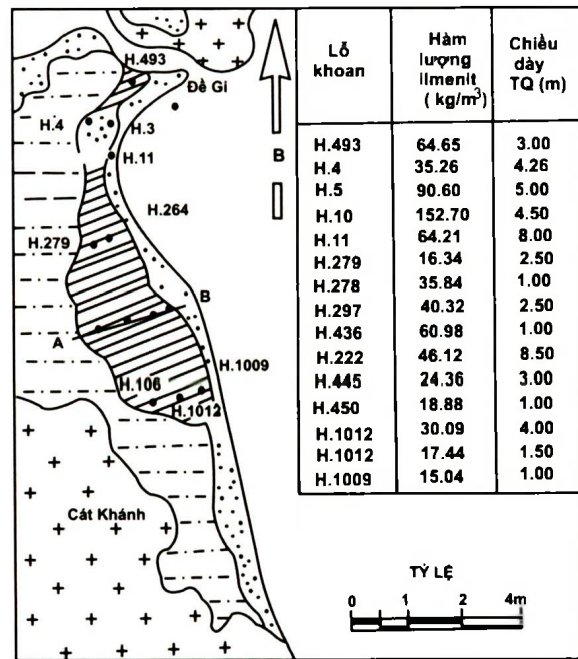 H.493
Đề Gi
H.4
H.3
H.11
B
H.264
H.279
B
A
H.1009
H.106
H.1012
Cát Khánh
Lỗ khoan | Hàm lượng ilmenit ( kg/m³) | Chiều dày TQ (m)
H.493 64.65 3.00
H.4 35.26 4.26
H.5 90.60 5.00
H.10 152.70 4.50
H.11 64.21 8.00
H.279 16.34 2.50
H.278 35.84 1.00
H.297 40.32 2.50
H.436 60.98 1.00
H.222 46.12 8.50
H.445 24.36 3.00
H.450 18.88 1.00
H.1012 30.09 4.00
H.1012 17.44 1.50
H.1009 15.04 1.00
TỶ LỆ
0 1 2 4m